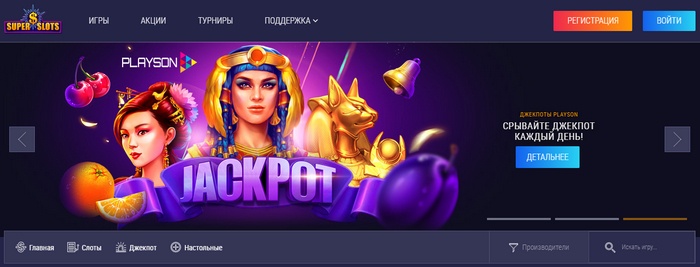 SUPER SLOTS
ИГРЫ
АКЦИИ
ТУРНИРЫ
ПОДДЕРЖКА
РЕГИСТРАЦИЯ
ВОЙТИ
PLAYSON
JACKPOT
ДЖЕКПОТЫ PLAYSON
СРЫВАЙТЕ ДЖЕКПОТ
КАЖДЫЙ ДЕНЬ!
ДЕТАЛЬНЕЕ
Главная
Слоты
Джекпот
Настольные
Производители
Искать игру...